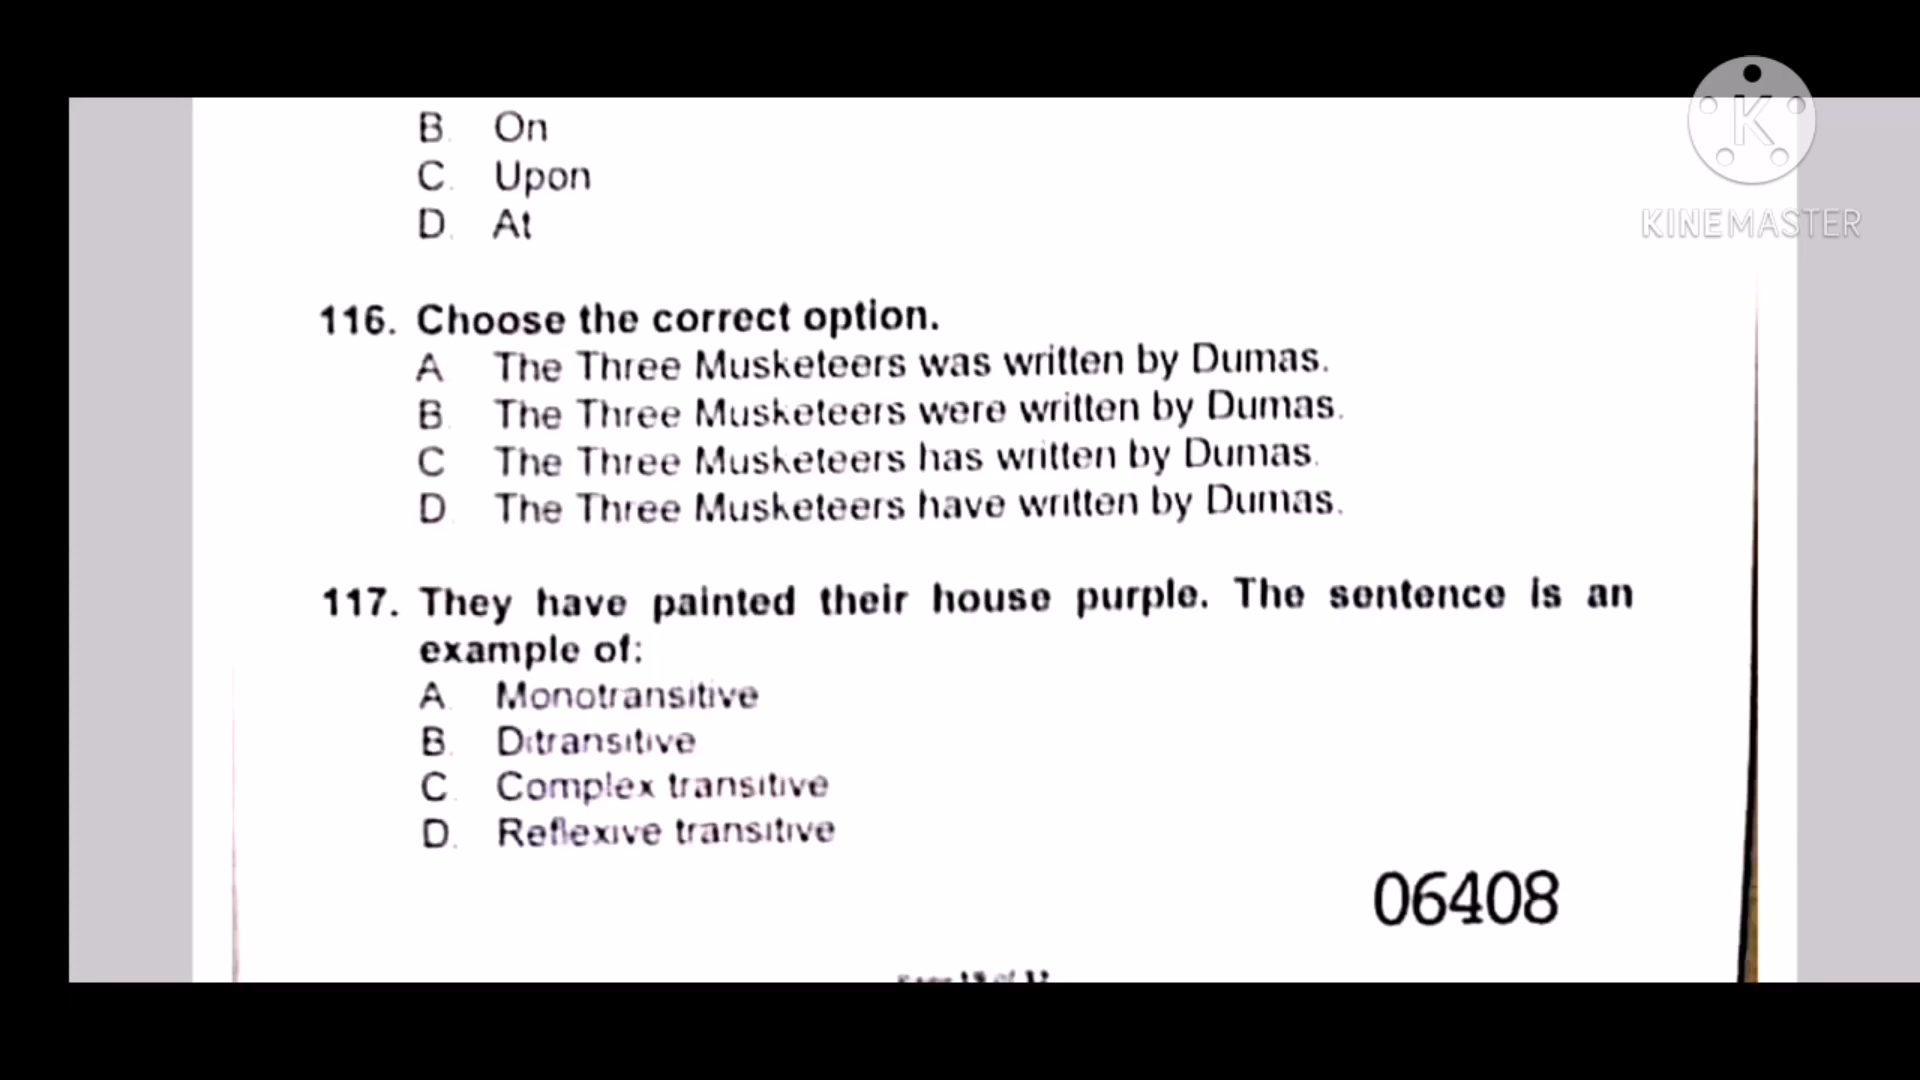 B. On
C. Upon
D. At
KINEMASTER
116. Choose the correct option.
A The Three Musketeers was written by Dumas.
B. The Three Musketeers were written by Dumas.
C The Three Musketeers has written by Dumas.
D. The Three Musketeers have written by Dumas.
117. They have painted their house purple. The sentence is an
example of:
A. Monotransitive
B. Ditransitive
C. Complex transitive
D. Reflexive transitive
06408